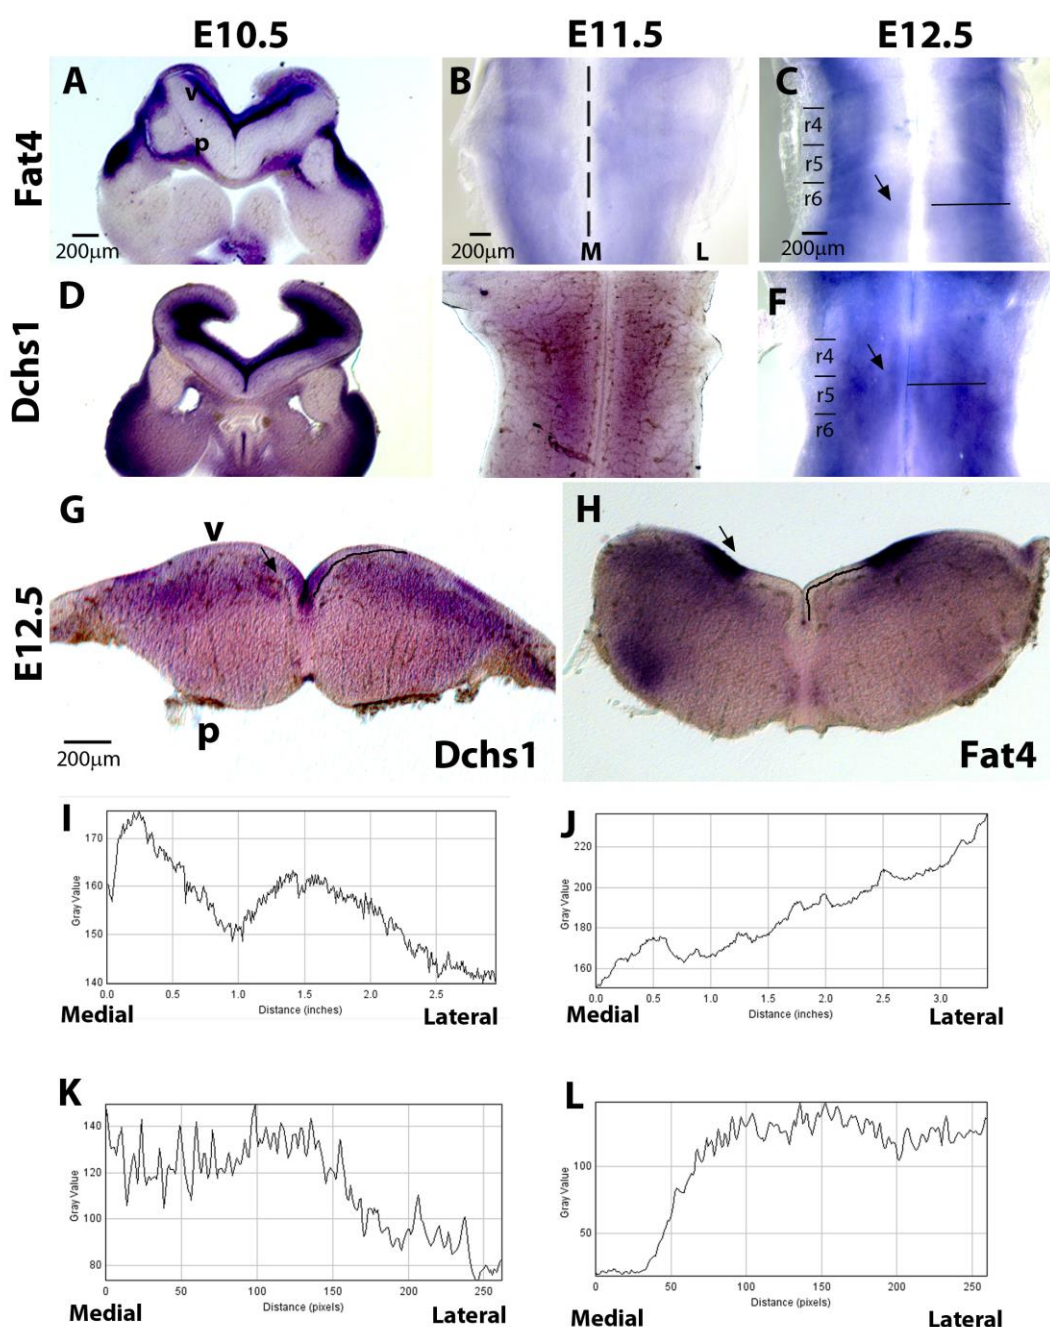 E10.5 E11.5 E12.5
Fat4
A
v
p
200µm
B
200µm
M L
C
r4
r5
r6
200µm
Dchs1
D
F
r4
r5
r6
E12.5
G
v
p
200µm
Dchs1
H
Fat4
I
Gray Value
170
160
150
140
0.0 0.5 1.0 1.5 2.0 2.5
Distance (inches)
Medial Lateral
J
Gray Value
220
200
180
160
0.0 0.5 1.0 1.5 2.0 2.5 3.0
Distance (inches)
Medial Lateral
K
Gray Value
140
120
100
80
0 50 100 150 200 250
Distance (pixels)
Medial Lateral
L
Gray Value
100
50
0 50 100 150 200 250
Distance (pixels)
Medial Lateral